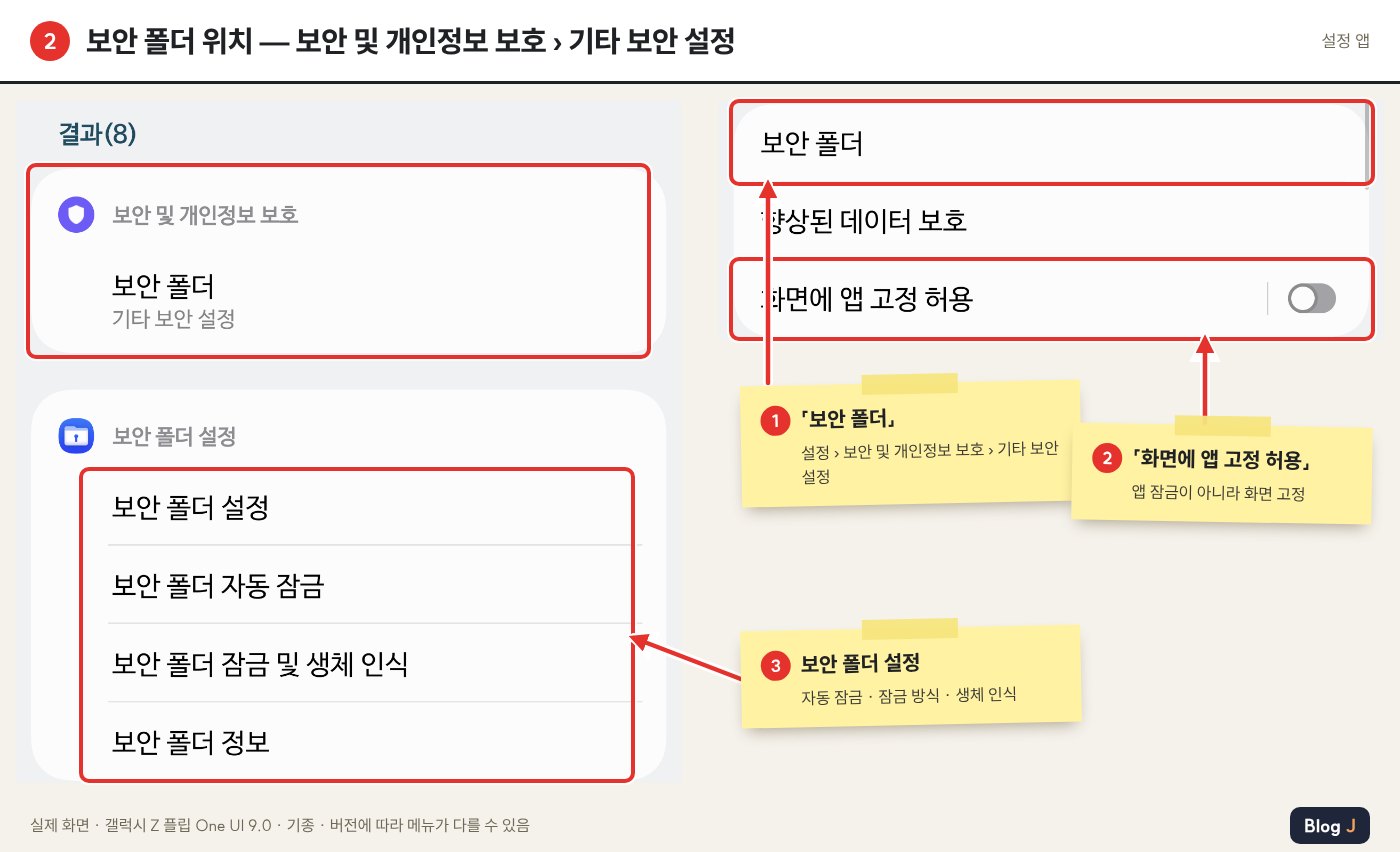 2 보안 폴더 위치 — 보안 및 개인정보 보호 › 기타 보안 설정
설정 앱
결과(8)
보안 및 개인정보 보호
보안 폴더
기타 보안 설정
보안 폴더 설정
보안 폴더 설정
보안 폴더 자동 잠금
보안 폴더 잠금 및 생체 인식
보안 폴더 정보
보안 폴더
향상된 데이터 보호
화면에 앱 고정 허용
1 「보안 폴더」
설정 › 보안 및 개인정보 보호 › 기타 보안
설정
2 「화면에 앱 고정 허용」
앱 잠금이 아니라 화면 고정
3 보안 폴더 설정
자동 잠금 · 잠금 방식 · 생체 인식
실제 화면 · 갤럭시 Z 플립 One UI 9.0 · 기종 · 버전에 따라 메뉴가 다를 수 있음
Blog J